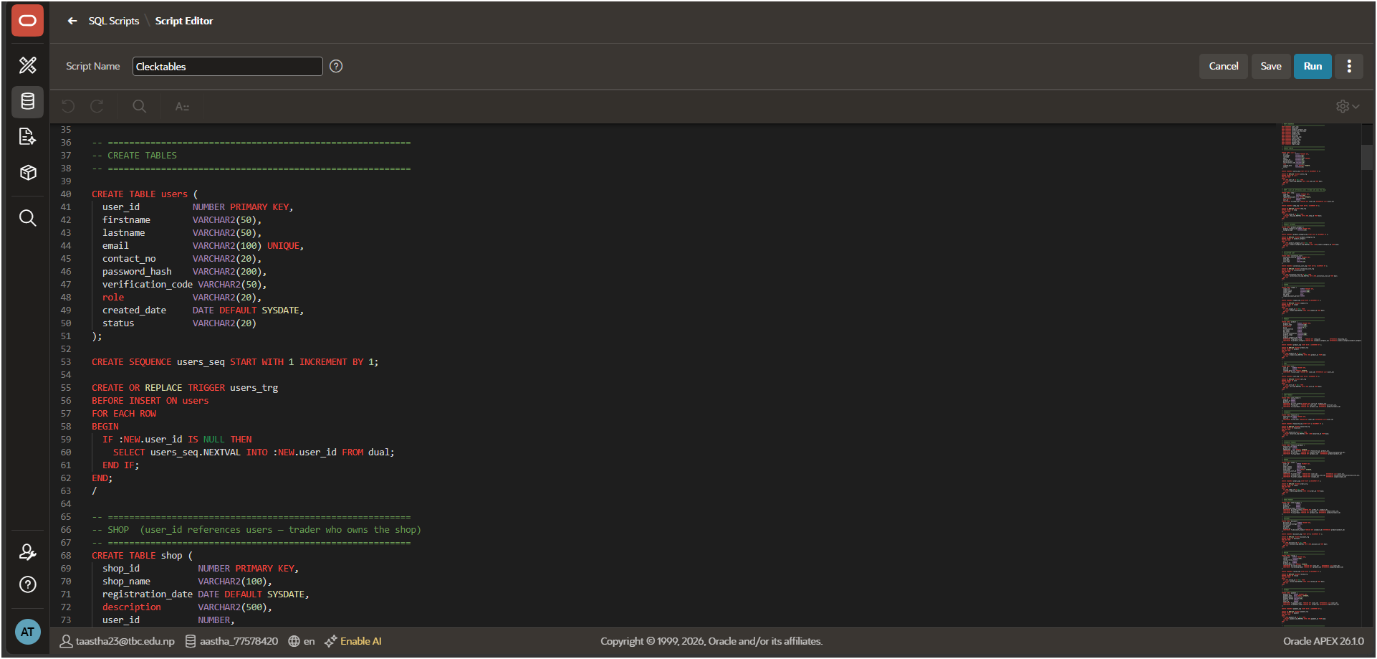 SQL Scripts \ Script Editor
Script Name Clecktables ? Cancel Save Run
35
36 -- =========================================================
37 -- CREATE TABLES
38 -- =========================================================
39
40 CREATE TABLE users (
41 user_id NUMBER PRIMARY KEY,
42 firstname VARCHAR2(50),
43 lastname VARCHAR2(50),
44 email VARCHAR2(100) UNIQUE,
45 contact_no VARCHAR2(20),
46 password_hash VARCHAR2(200),
47 verification_code VARCHAR2(50),
48 role VARCHAR2(20),
49 created_date DATE DEFAULT SYSDATE,
50 status VARCHAR2(20)
51 );
52
53 CREATE SEQUENCE users_seq START WITH 1 INCREMENT BY 1;
54
55 CREATE OR REPLACE TRIGGER users_trg
56 BEFORE INSERT ON users
57 FOR EACH ROW
58 BEGIN
59 IF :NEW.user_id IS NULL THEN
60 SELECT users_seq.NEXTVAL INTO :NEW.user_id FROM dual;
61 END IF;
62 END;
63 /
64
65 -- =========================================================
66 -- SHOP (user_id references users — trader who owns the shop)
67 -- =========================================================
68 CREATE TABLE shop (
69 shop_id NUMBER PRIMARY KEY,
70 shop_name VARCHAR2(100),
71 registration_date DATE DEFAULT SYSDATE,
72 description VARCHAR2(500),
73 user_id NUMBER,
AT taastha23@tbc.edu.np aastha_77578420 en Enable AI Copyright © 1999, 2026, Oracle and/or its affiliates. Oracle APEX 26.1.0